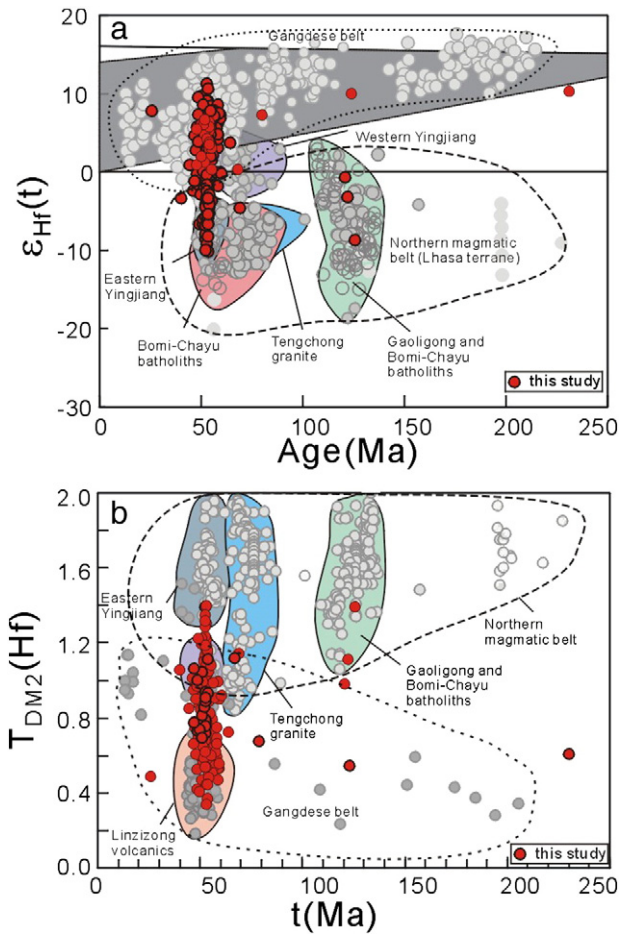 a
Gangdese belt
20
10
0
-10
-20
-30
εHf(t)
Western Yingjiang
Northern magmatic
belt (Lhasa terrane)
Eastern
Yingjiang
Bomi-Chayu
batholiths
Tengchong
granite
Gaoligong and
Bomi-Chayu
batholiths
this study
0 50 100 150 200 250
Age(Ma)
b
2.0
1.6
1.2
0.8
0.4
0.0
TDM2(Hf)
Eastern
Yingjiang
Northern
magmatic belt
Gaoligong and
Bomi-Chayu
batholiths
Tengchong
granite
Linzizong
volcanics
Gangdese belt
this study
0 50 100 150 200 250
t(Ma)